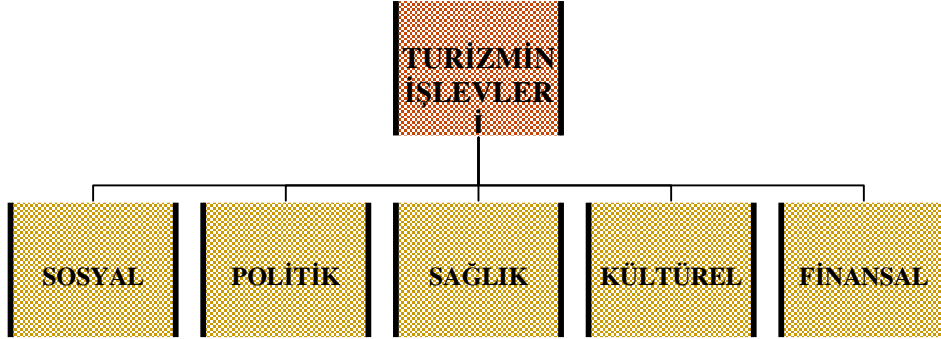 TURİZMİN
İŞLEVLER
İ
SOSYAL
POLİTİK
SAĞLIK
KÜLTÜREL
FİNANSAL